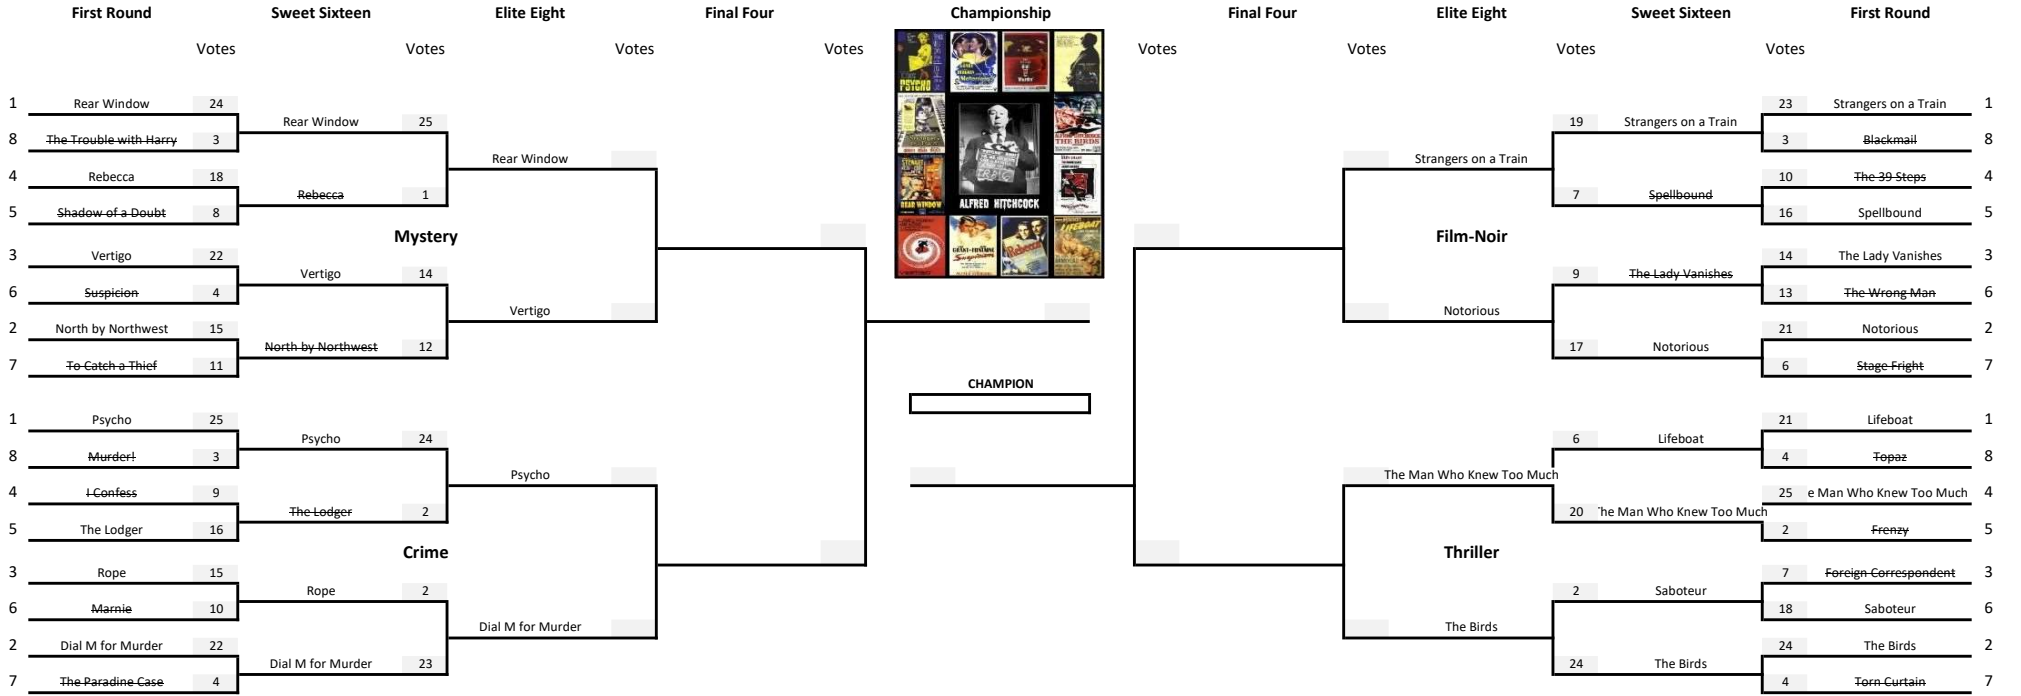 First Round Sweet Sixteen Elite Eight Final Four Championship Final Four Elite Eight Sweet Sixteen First Round
Votes Votes Votes Votes Votes Votes Votes Votes
1 Rear Window 24
8 The Trouble with Harry 3
4 Rebecca 18
5 Shadow of a Doubt 8
3 Vertigo 22
6 Suspicion 4
2 North by Northwest 15
7 To Catch a Thief 11
Rear Window 25
Rebecca 1
Mystery
Vertigo 14
North by Northwest 12
Rear Window
Vertigo
1 Psycho 25
8 Murder! 3
4 I Confess 9
5 The Lodger 16
3 Rope 15
6 Marnie 10
2 Dial M for Murder 22
7 The Paradine Case 4
Psycho 24
The Lodger 2
Crime
Rope 2
Dial M for Murder 23
Psycho
Dial M for Murder
PSYCHO
THE BIRDS
REAR WINDOW
ALFRED HITCHCOCK
Suspicion
Rebecca
LIFEBOAT
CHAMPION
Strangers on a Train
Notorious
19 Strangers on a Train
7 Spellbound
Film-Noir
9 The Lady Vanishes
17 Notorious
23 Strangers on a Train 1
3 Blackmail 8
10 The 39 Steps 4
16 Spellbound 5
14 The Lady Vanishes 3
13 The Wrong Man 6
21 Notorious 2
6 Stage Fright 7
The Man Who Knew Too Much
The Birds
6 Lifeboat
20 The Man Who Knew Too Much
Thriller
2 Saboteur
24 The Birds
21 Lifeboat 1
4 Topaz 8
25 e Man Who Knew Too Much 4
2 Frenzy 5
7 Foreign Correspondent 3
18 Saboteur 6
24 The Birds 2
4 Torn Curtain 7